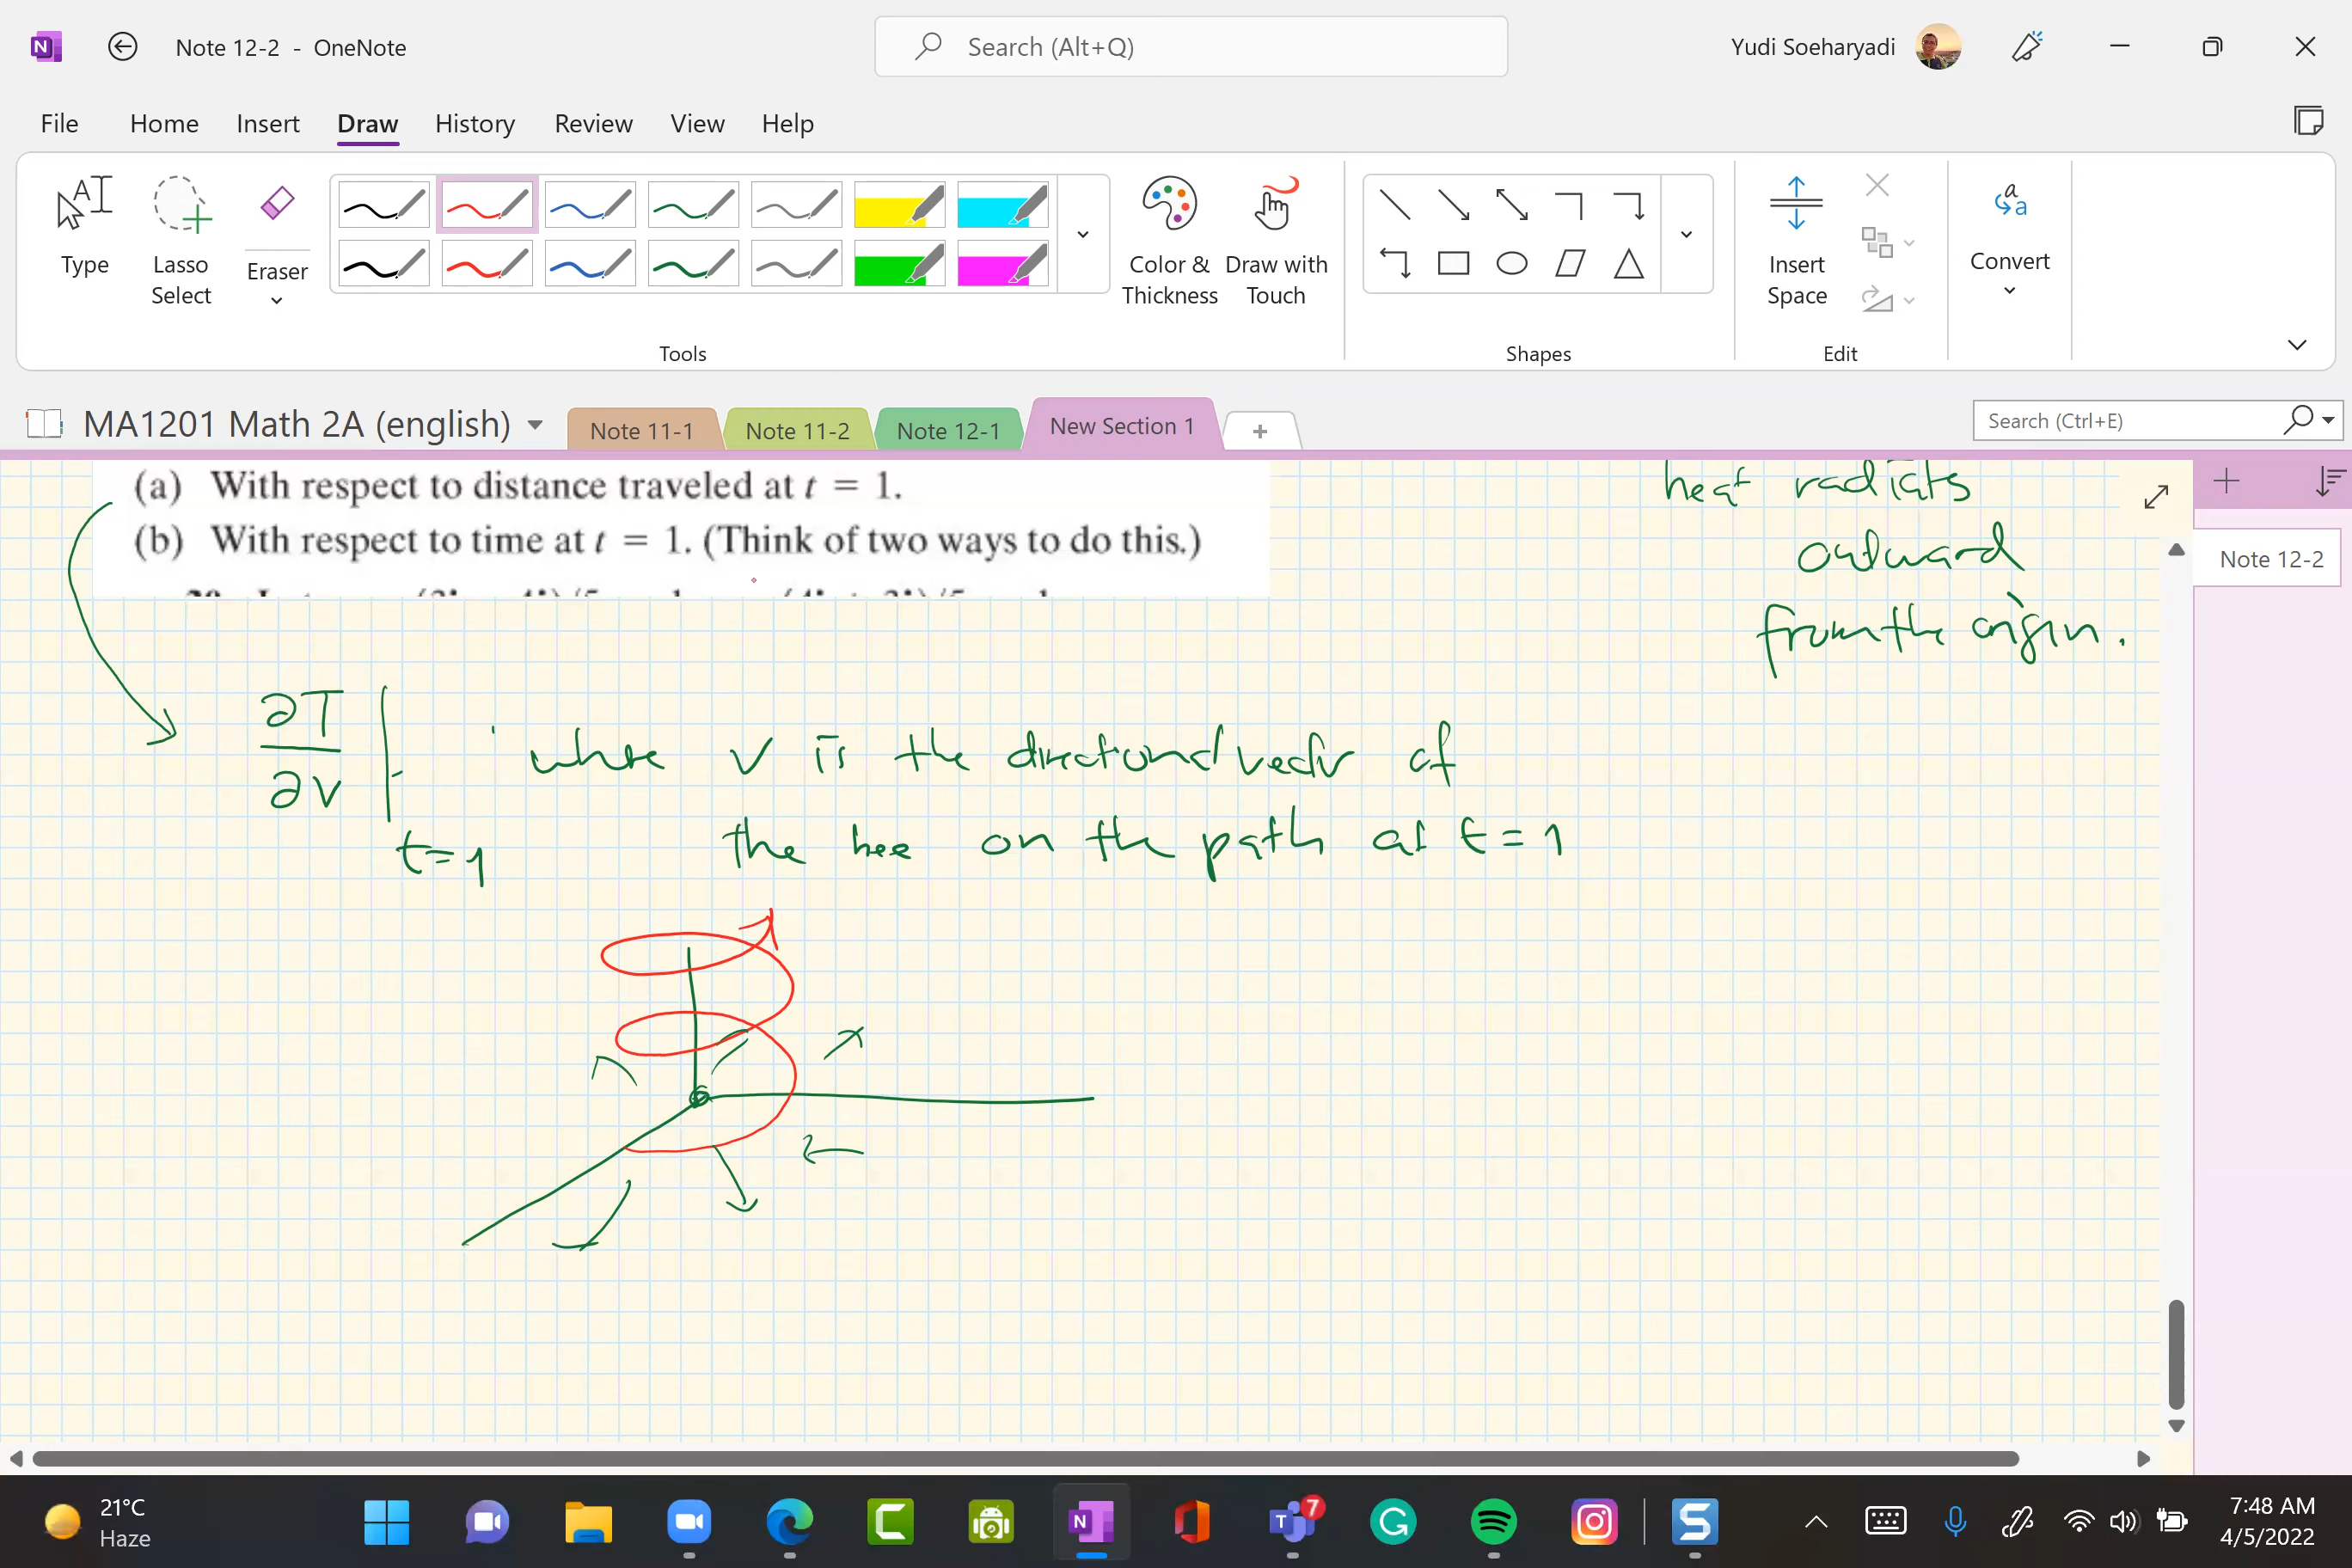 Note 12-2 - OneNote
Search (Alt+Q)
Yudi Soeharyadi
File Home Insert Draw History Review View Help
Type
Lasso Select
Eraser
Color & Thickness
Draw with Touch
Insert Space
Convert
Tools
Shapes
Edit
MA1201 Math 2A (english)
Note 11-1
Note 11-2
Note 12-1
New Section 1
Search (Ctrl+E)
Note 12-2
(a) With respect to distance traveled at t = 1.
(b) With respect to time at t = 1. (Think of two ways to do this.)
heat radiats
outward
from the origin.
∂T/∂v | t=1 where v is the directional vector of
the bee on the path at t = 1
21°C
Haze
7
7:48 AM
4/5/2022